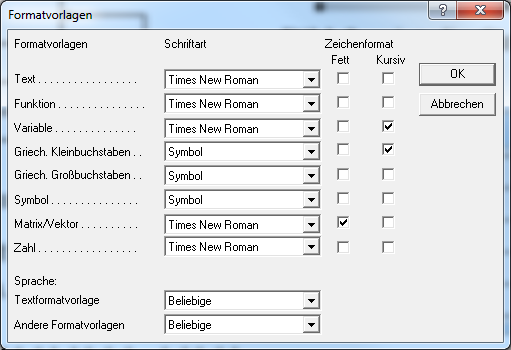 Formatvorlagen
Formatvorlagen Schriftart Zeichenformat
Fett Kursiv
Text . . . . . . . . . . . . . . Times New Roman OK
Funktion . . . . . . . . . . . . Times New Roman Abbrechen
Variable . . . . . . . . . . . . Times New Roman
Griech. Kleinbuchstaben . . Symbol
Griech. Großbuchstaben . . Symbol
Symbol . . . . . . . . . . . . . Symbol
Matrix/Vektor . . . . . . . . . Times New Roman
Zahl . . . . . . . . . . . . . . Times New Roman
Sprache:
Textformatvorlage Beliebige
Andere Formatvorlagen Beliebige